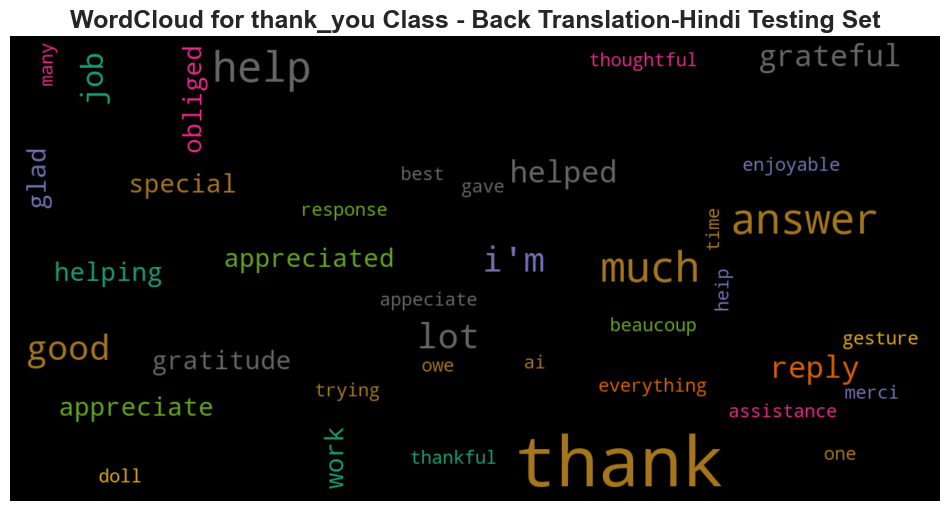 WordCloud for thank_you Class - Back Translation-Hindi Testing Set
many
job
obliged
help
thoughtful
grateful
glad
special
best
gave
helped
enjoyable
response
time
answer
helping
appreciated
i'm
much
heip
appeciate
beaucoup
good
gratitude
lot
owe
ai
gesture
reply
trying
everything
merci
appreciate
assistance
work
thankful
thank
one
doll